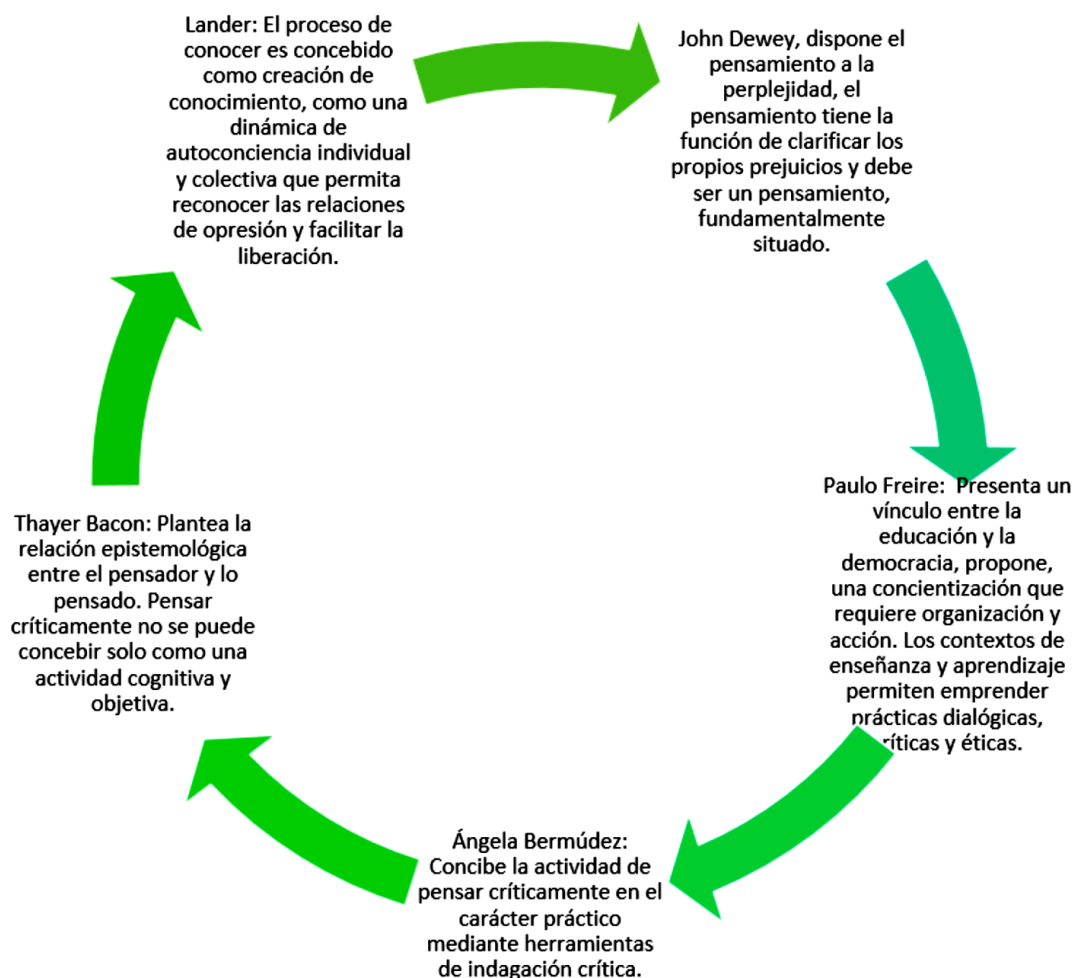 Lander: El proceso de
conocer es concebido
como creación de
conocimiento, como una
dinámica de
autoconciencia individual
y colectiva que permita
reconocer las relaciones
de opresión y facilitar la
liberación.
John Dewey, dispone el
pensamiento a la
perplejidad, el
pensamiento tiene la
función de clarificar los
propios prejuicios y debe
ser un pensamiento,
fundamentalmente
situado.
Paulo Freire:  Presenta un
vínculo entre la
educación y la
democracia, propone,
una concientización que
requiere organización y
acción. Los contextos de
enseñanza y aprendizaje
permiten emprender
prácticas dialógicas,
ríticas y éticas.
Ángela Bermúdez:
Concibe la actividad de
pensar críticamente en el
carácter práctico
mediante herramientas
de indagación crítica.
Thayer Bacon: Plantea la
relación epistemológica
entre el pensador y lo
pensado. Pensar
críticamente no se puede
concebir solo como una
actividad cognitiva y
objetiva.